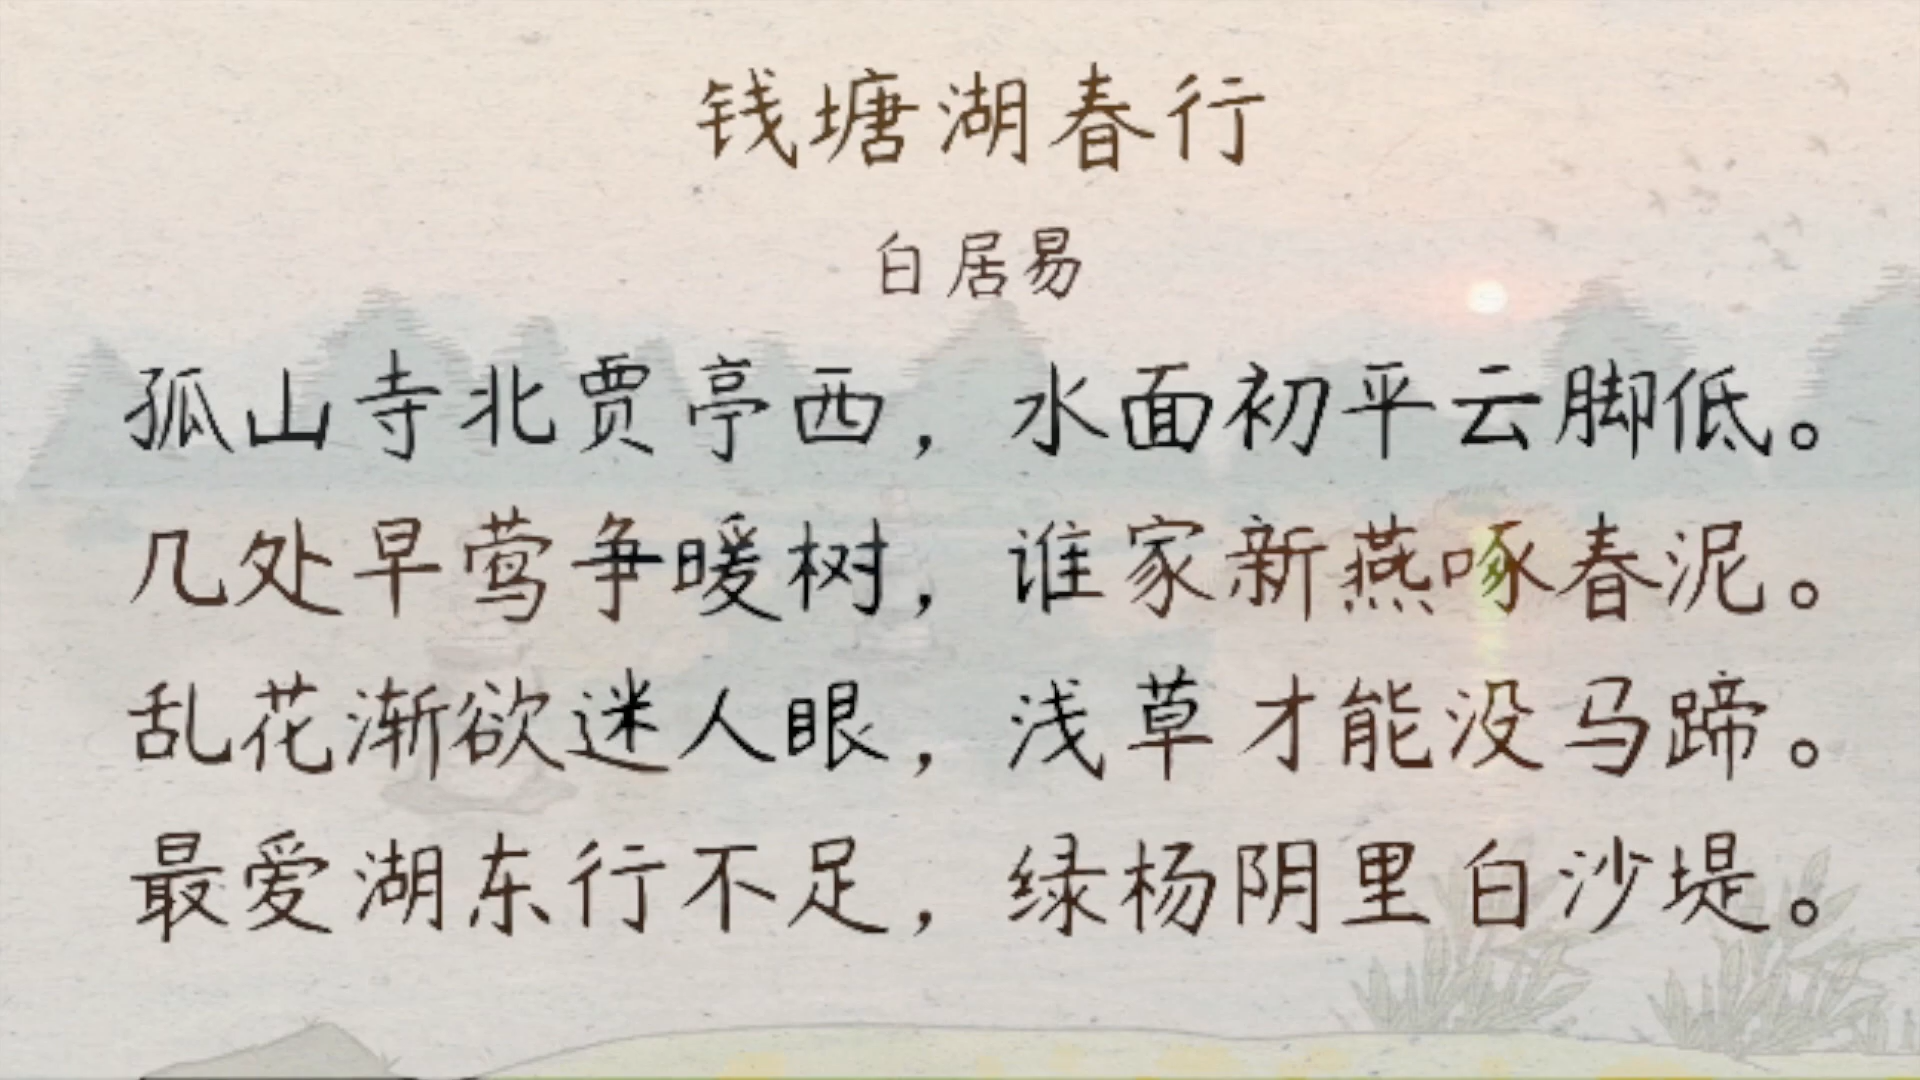 钱塘湖春行
白居易
孤山寺北贾亭西，水面初平云脚低。
几处早莺争暖树，谁家新燕啄春泥。
乱花渐欲迷人眼，浅草才能没马蹄。
最爱湖东行不足，绿杨阴里白沙堤。